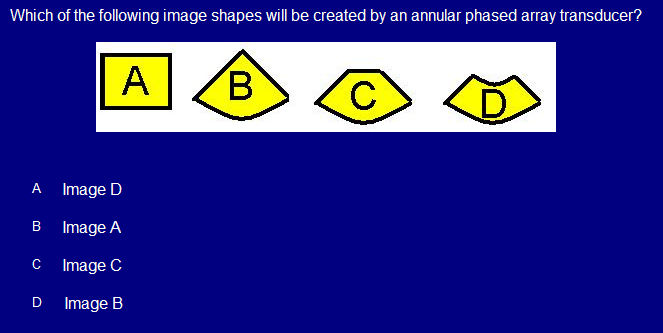 Which of the following image shapes will be created by an annular phased array transducer?
A B C D
A Image D
B Image A
C Image C
D Image B